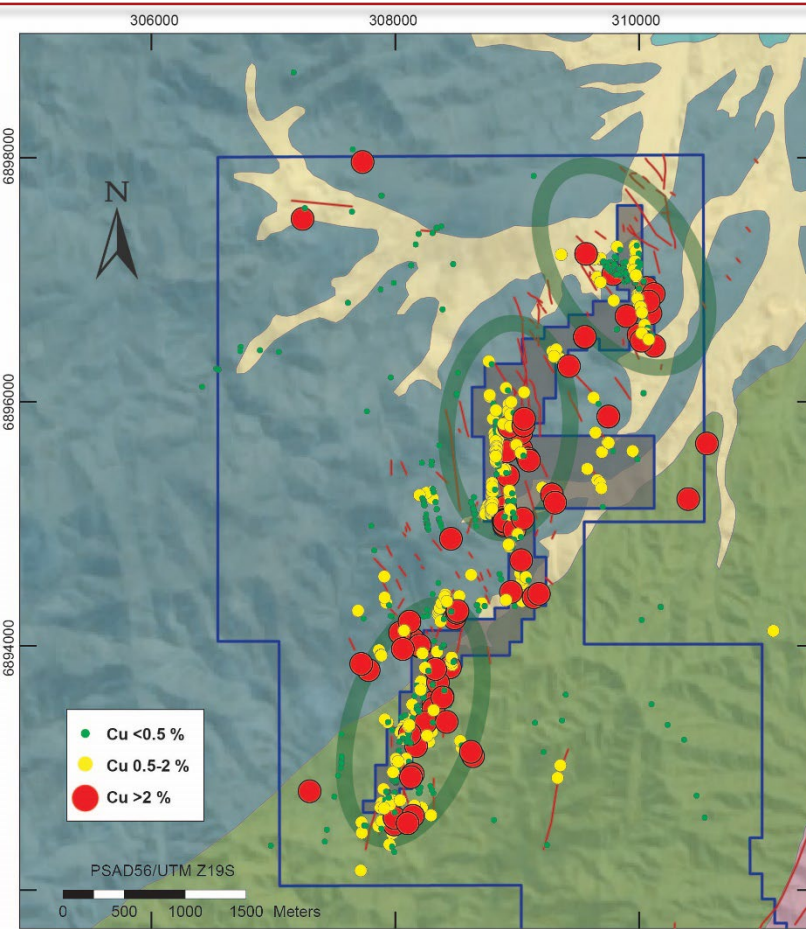 306000 308000 310000
6898000
N
6896000
6894000
Cu <0.5 %
Cu 0.5-2 %
Cu >2 %
PSAD56/UTM Z19S
0 500 1000 1500 Meters